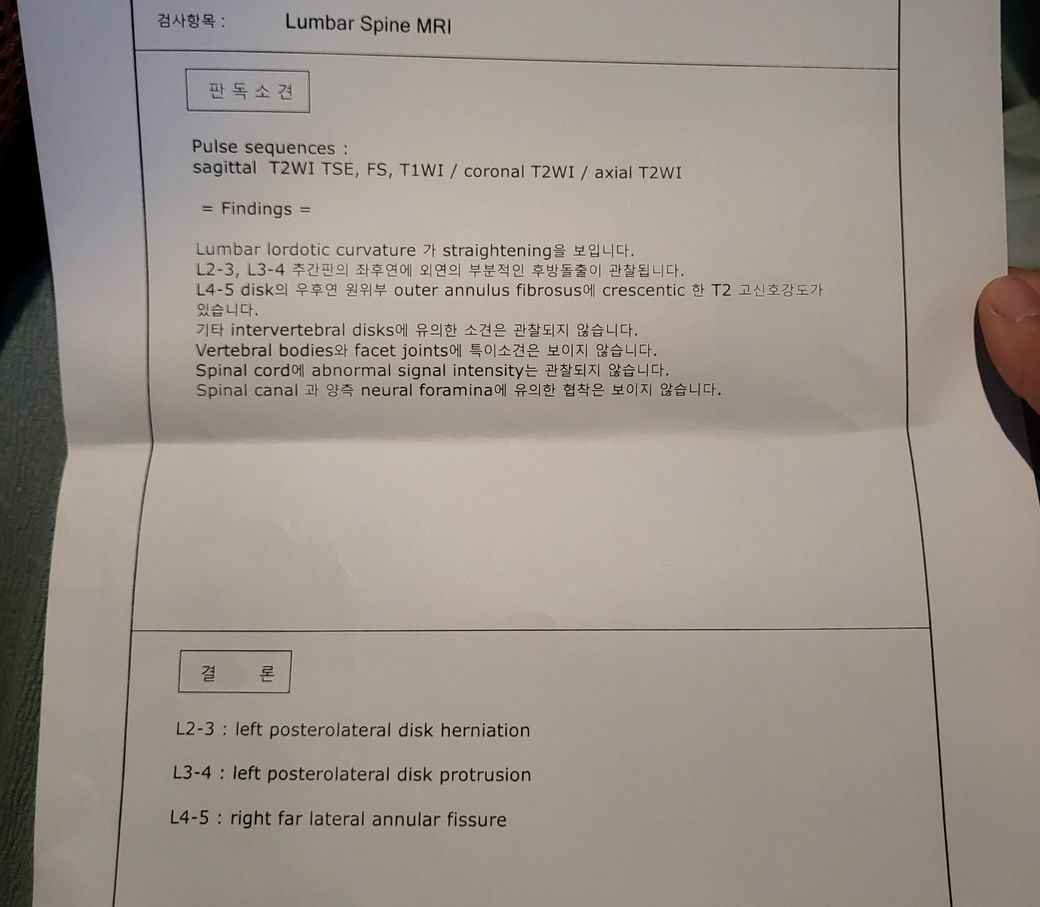 검사항목 : Lumbar Spine MRI
판독소견
Pulse sequences :
sagittal T2WI TSE, FS, T1WI / coronal T2WI / axial T2WI
= Findings =
Lumbar lordotic curvature 가 straightening을 보입니다.
L2-3, L3-4 추간판의 좌후연에 외연의 부분적인 후방돌출이 관찰됩니다.
L4-5 disk의 우후연 원위부 outer annulus fibrosus에 crescentic 한 T2 고신호강도가
있습니다.
기타 intervertebral disks에 유의한 소견은 관찰되지 않습니다.
Vertebral bodies와 facet joints에 특이소견은 보이지 않습니다.
Spinal cord에 abnormal signal intensity는 관찰되지 않습니다.
Spinal canal 과 양측 neural foramina에 유의한 협착은 보이지 않습니다.
결 론
L2-3 : left posterolateral disk herniation
L3-4 : left posterolateral disk protrusion
L4-5 : right far lateral annular fissure